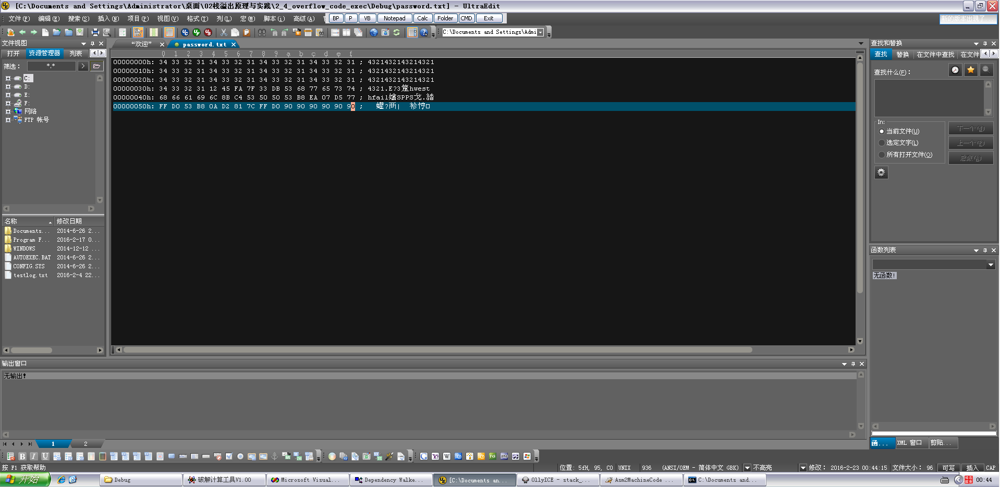 [C:\Documents and Settings\Administrator\桌面\02栈溢出原理与实践\2_4_overflow_code_exec\Debug\password.txt] - UltraEdit
文件(F) 编辑(E) 搜索(S) 插入(N) 项目(P) 视图(V) 格式(T) 列(L) 宏(M) 脚本(i) 高级(A)
BP P VB Notepad Calc Folder CMD Exit
新的版本出现了...
C:\Documents and Settings\Admi
文件视图
打开 资源管理器 列表
筛选： *.*
C:
D:
E:
F:
网络
FTP 帐号
名称 修改日期
Documents... 2014-6-26 2...
Program F... 2016-2-17 0...
WINDOWS 2014-12-12 ...
AUTOEXEC.BAT 2014-6-26 2...
CONFIG.SYS 2014-6-26 2...
testlog.txt 2016-2-4 22...
“欢迎” password.txt
0 1 2 3 4 5 6 7 8 9 a b c d e f
00000000h: 34 33 32 31 34 33 32 31 34 33 32 31 34 33 32 31 ; 4321432143214321
00000010h: 34 33 32 31 34 33 32 31 34 33 32 31 34 33 32 31 ; 4321432143214321
00000020h: 34 33 32 31 34 33 32 31 34 33 32 31 34 33 32 31 ; 4321432143214321
00000030h: 34 33 32 31 12 45 FA 7F 33 DB 53 68 77 65 73 74 ; 4321.E?3跫hwest
00000040h: 68 66 61 69 6C 8B C4 53 50 50 53 B8 EA 07 D5 77 ; hfail嬆SPPS戈.誻
00000050h: FF D0 53 B8 0A D2 81 7C FF D0 90 90 90 90 90 90 ;
查找和替换
查找 替换 在文件中查找 在文件
查找什么(F)：
In:
当前文件(U)
选定文字(L)
所有打开文件(O)
下一个(N)
上一个(P)
总数(A)
函数列表
无函数!
输出窗口
无输出!
1 2
函... XML 窗口 剪贴...
按 F1 获取帮助
位置: 5fH, 95, C0 UNIX 936 (ANSI/OEM - 简体中文 GBK) 不高亮 修改： 2016-2-23 00:44:15 文件大小: 96 可写 插入 CAP
开始 Debug 破解计算工具V1.00 Microsoft Visual... Dependency Walke... [C:\Documents an... OllyICE - stack_... Asm2MachineCode ... C:\Documents and... 00:44